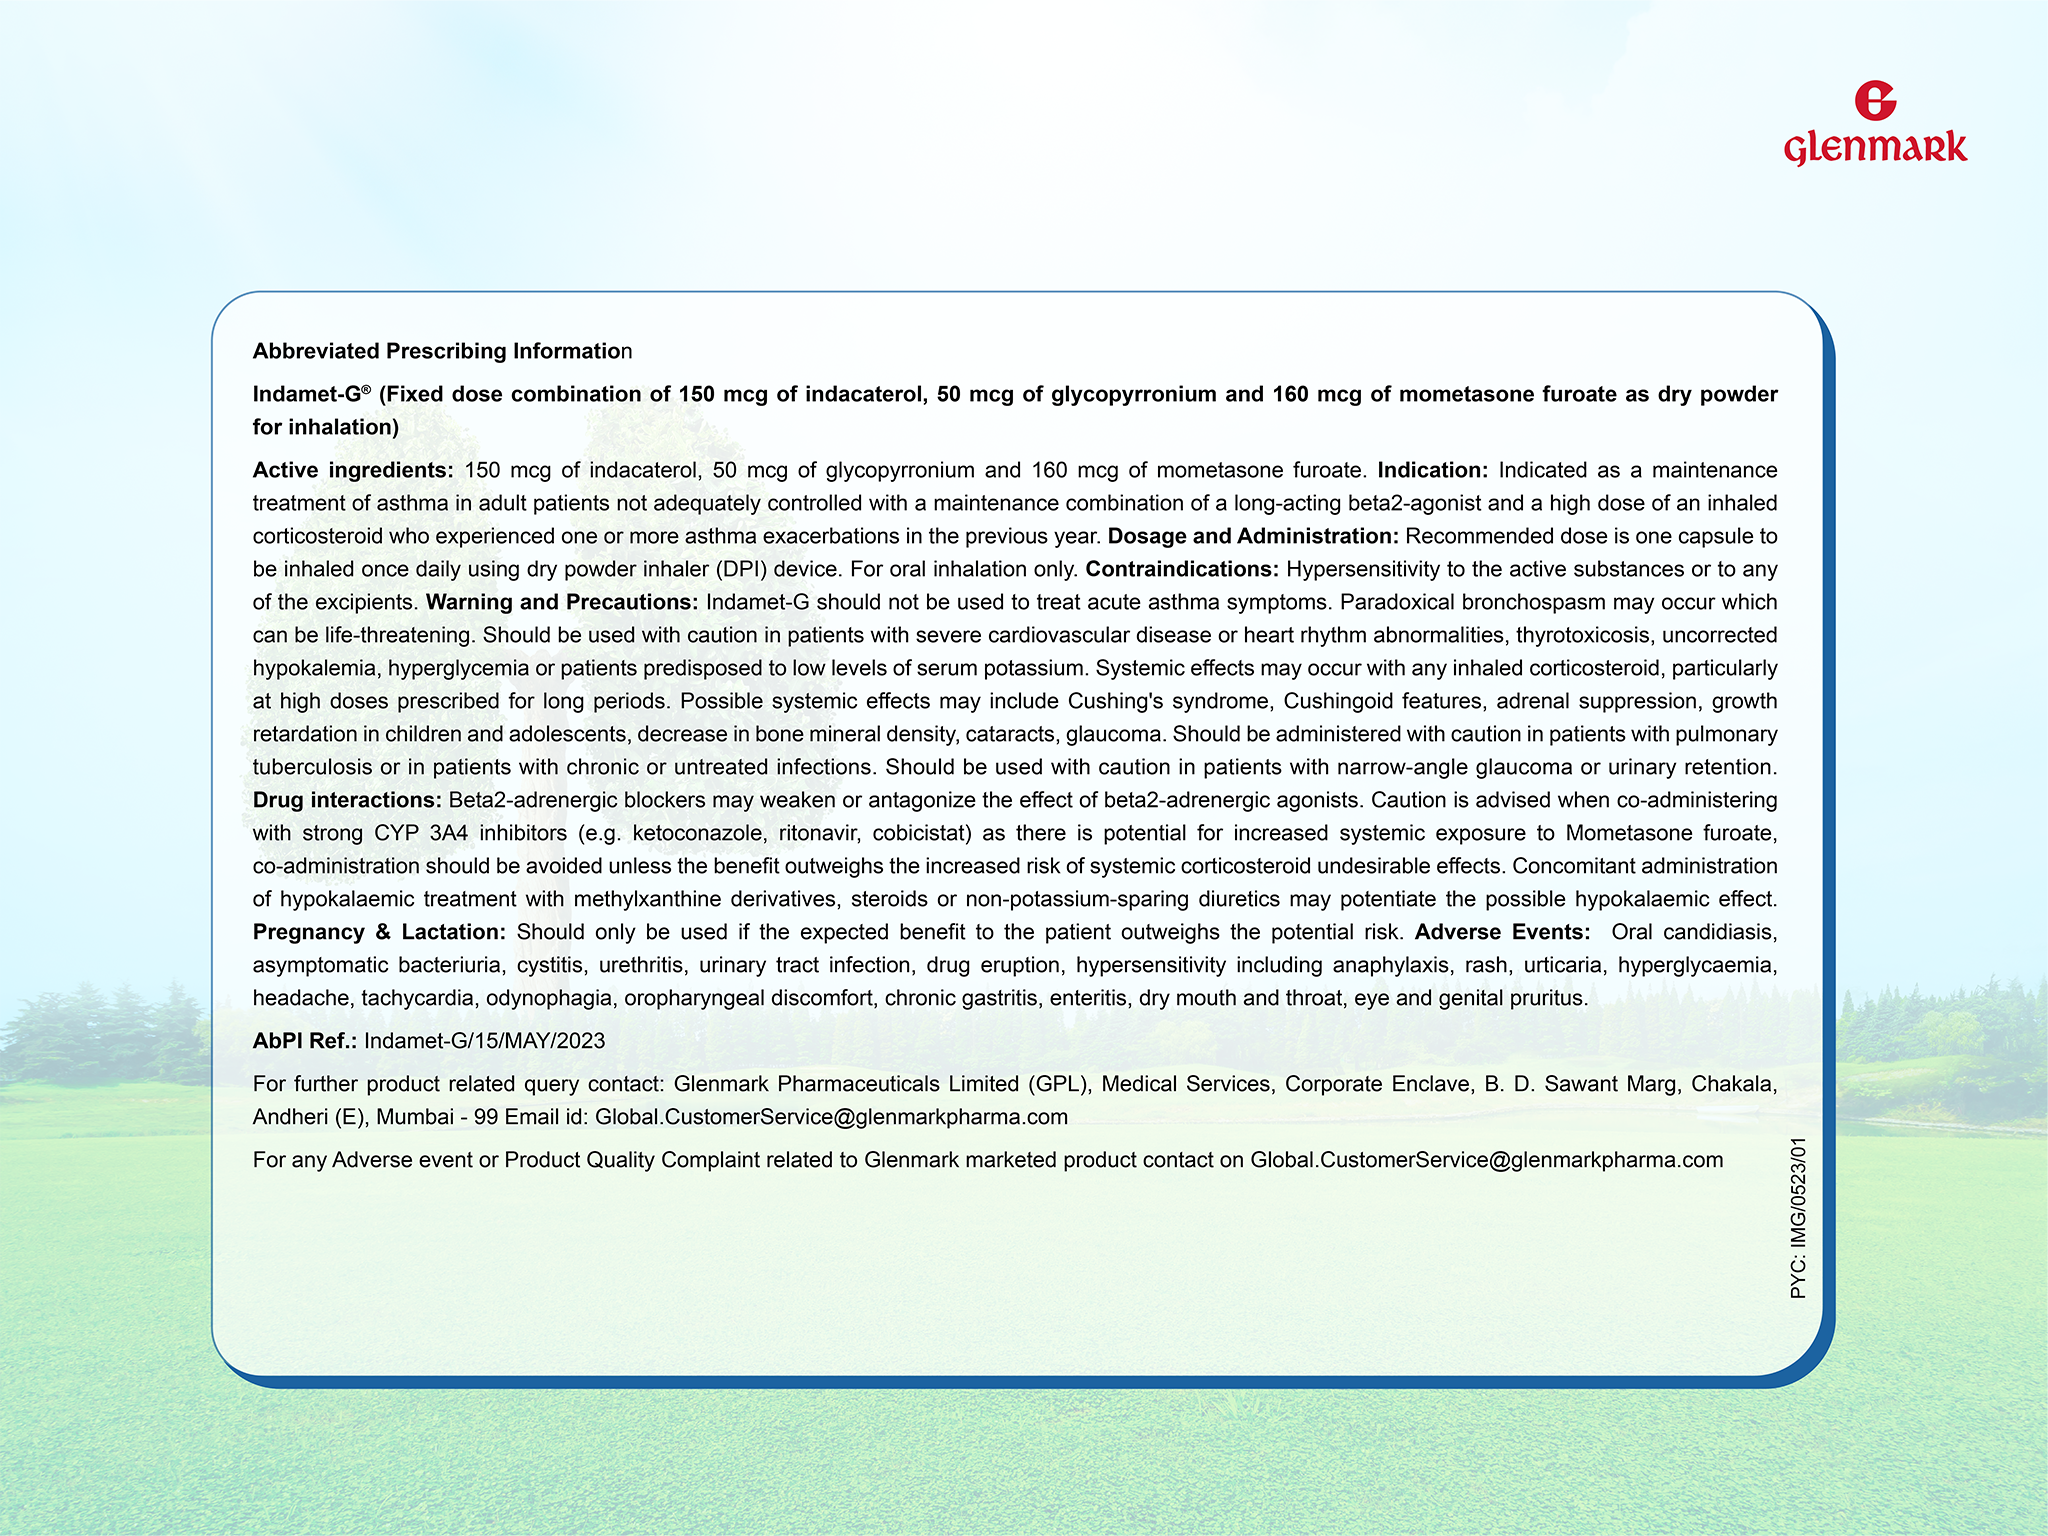 glenmark
Abbreviated Prescribing Information
Indamet-G® (Fixed dose combination of 150 mcg of indacaterol, 50 mcg of glycopyrronium and 160 mcg of mometasone furoate as dry powder
for inhalation)
Active ingredients: 150 mcg of indacaterol, 50 mcg of glycopyrronium and 160 mcg of mometasone furoate. Indication: Indicated as a maintenance
treatment of asthma in adult patients not adequately controlled with a maintenance combination of a long-acting beta2-agonist and a high dose of an inhaled
corticosteroid who experienced one or more asthma exacerbations in the previous year. Dosage and Administration: Recommended dose is one capsule to
be inhaled once daily using dry powder inhaler (DPI) device. For oral inhalation only. Contraindications: Hypersensitivity to the active substances or to any
of the excipients. Warning and Precautions: Indamet-G should not be used to treat acute asthma symptoms. Paradoxical bronchospasm may occur which
can be life-threatening. Should be used with caution in patients with severe cardiovascular disease or heart rhythm abnormalities, thyrotoxicosis, uncorrected
hypokalemia, hyperglycemia or patients predisposed to low levels of serum potassium. Systemic effects may occur with any inhaled corticosteroid, particularly
at high doses prescribed for long periods. Possible systemic effects may include Cushing's syndrome, Cushingoid features, adrenal suppression, growth
retardation in children and adolescents, decrease in bone mineral density, cataracts, glaucoma. Should be administered with caution in patients with pulmonary
tuberculosis or in patients with chronic or untreated infections. Should be used with caution in patients with narrow-angle glaucoma or urinary retention.
Drug interactions: Beta2-adrenergic blockers may weaken or antagonize the effect of beta2-adrenergic agonists. Caution is advised when co-administering
with strong CYP 3A4 inhibitors (e.g. ketoconazole, ritonavir, cobicistat) as there is potential for increased systemic exposure to Mometasone furoate,
co-administration should be avoided unless the benefit outweighs the increased risk of systemic corticosteroid undesirable effects. Concomitant administration
of hypokalaemic treatment with methylxanthine derivatives, steroids or non-potassium-sparing diuretics may potentiate the possible hypokalaemic effect.
Pregnancy & Lactation: Should only be used if the expected benefit to the patient outweighs the potential risk. Adverse Events: Oral candidiasis,
asymptomatic bacteriuria, cystitis, urethritis, urinary tract infection, drug eruption, hypersensitivity including anaphylaxis, rash, urticaria, hyperglycaemia,
headache, tachycardia, odynophagia, oropharyngeal discomfort, chronic gastritis, enteritis, dry mouth and throat, eye and genital pruritus.
AbPI Ref.: Indamet-G/15/MAY/2023
For further product related query contact: Glenmark Pharmaceuticals Limited (GPL), Medical Services, Corporate Enclave, B. D. Sawant Marg, Chakala,
Andheri (E), Mumbai - 99 Email id: Global.CustomerService@glenmarkpharma.com
For any Adverse event or Product Quality Complaint related to Glenmark marketed product contact on Global.CustomerService@glenmarkpharma.com
PYC: IMG/0523/01